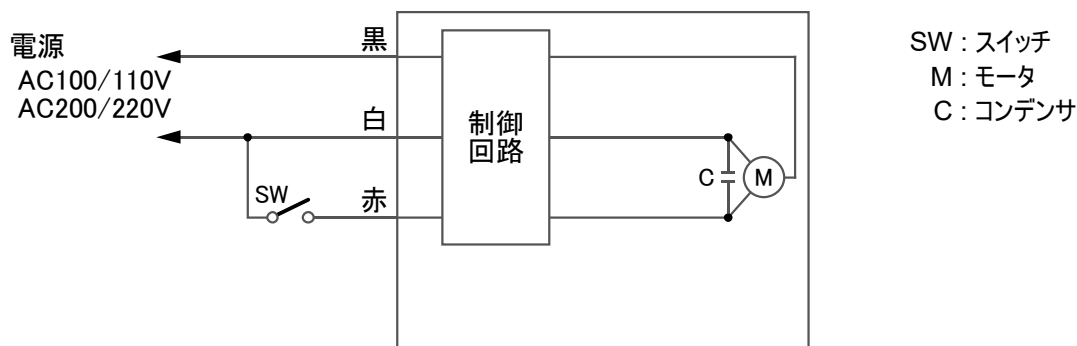 電源
AC100/110V
AC200/220V
黒
白
赤
SW
制御
回路
C
M
SW : スイッチ
M : モータ
C : コンデンサ